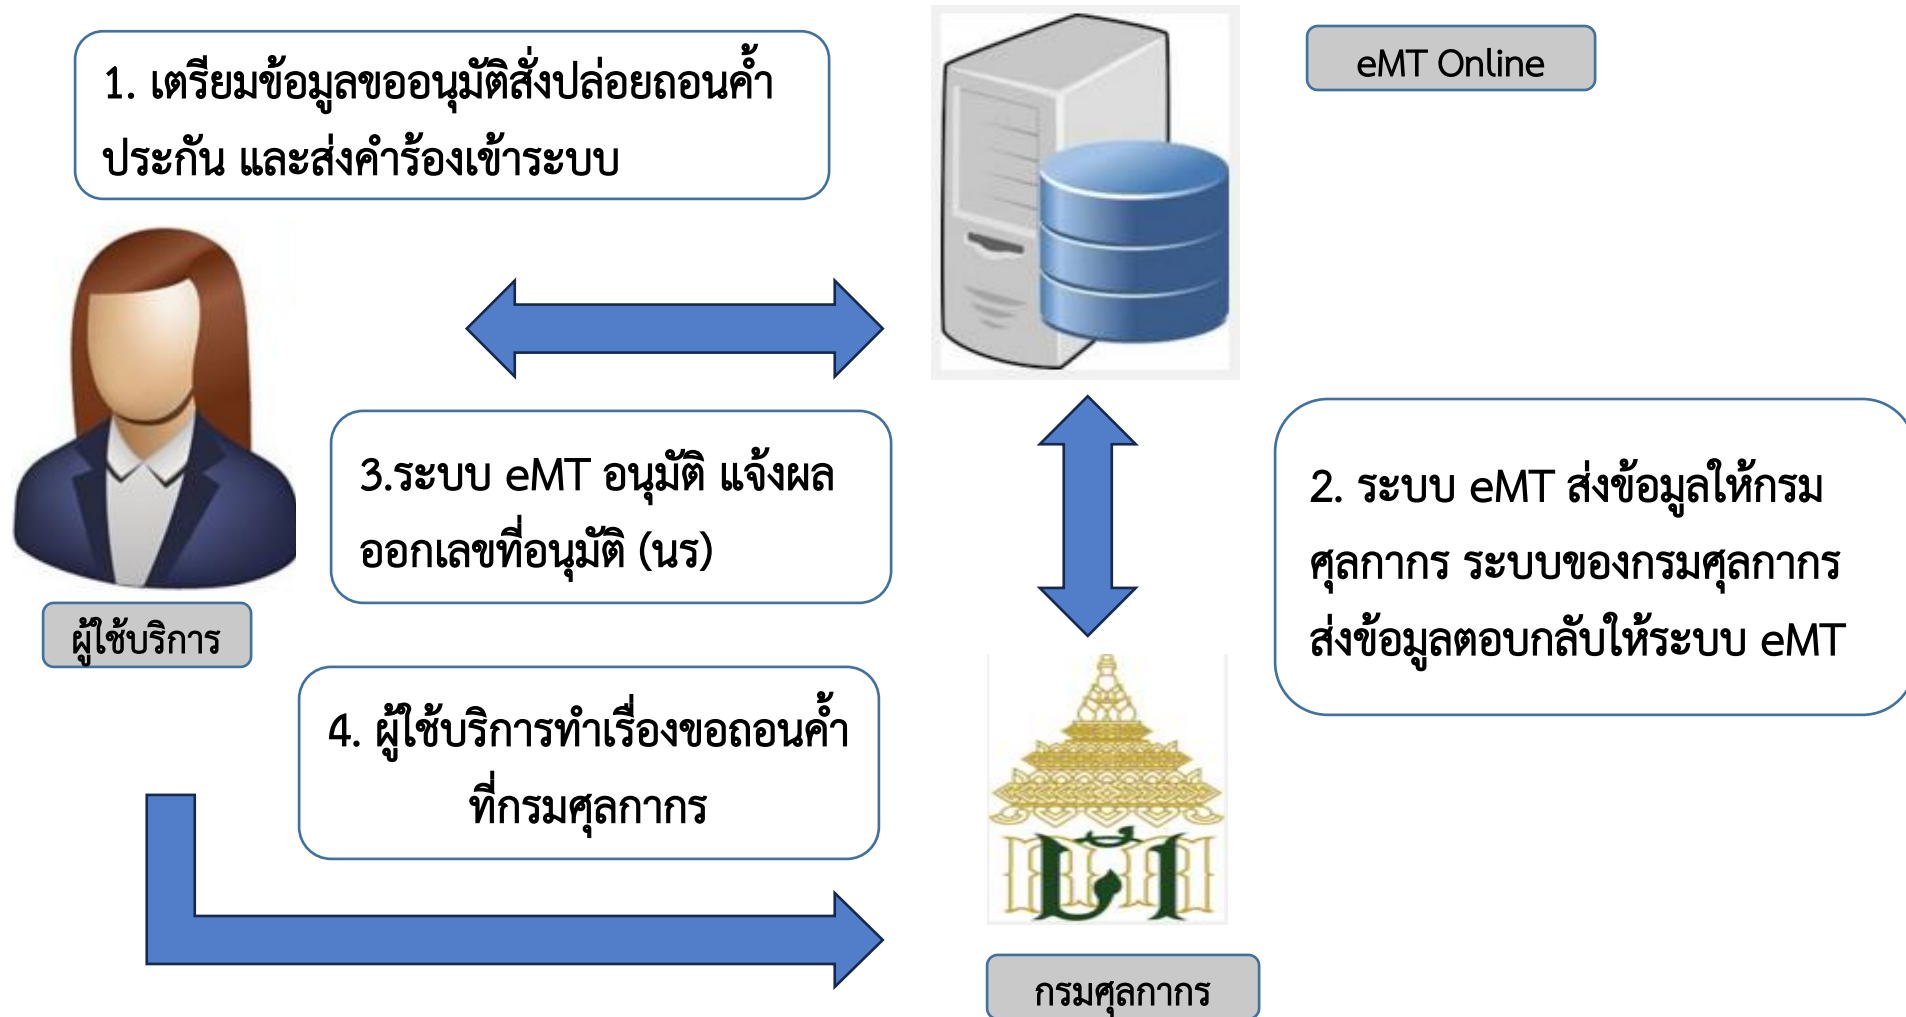 1. เตรียมข้อมูลขออนุมัติสั่งปล่อยถอนค้ำ
ประกัน และส่งคำร้องเข้าระบบ
eMT Online
3.ระบบ eMT อนุมัติ แจ้งผล
ออกเลขที่อนุมัติ (นร)
2. ระบบ eMT ส่งข้อมูลให้กรม
ศุลกากร ระบบของกรมศุลกากร
ส่งข้อมูลตอบกลับให้ระบบ eMT
ผู้ใช้บริการ
4. ผู้ใช้บริการทำเรื่องขอถอนค้ำ
ที่กรมศุลกากร
กรมศุลกากร